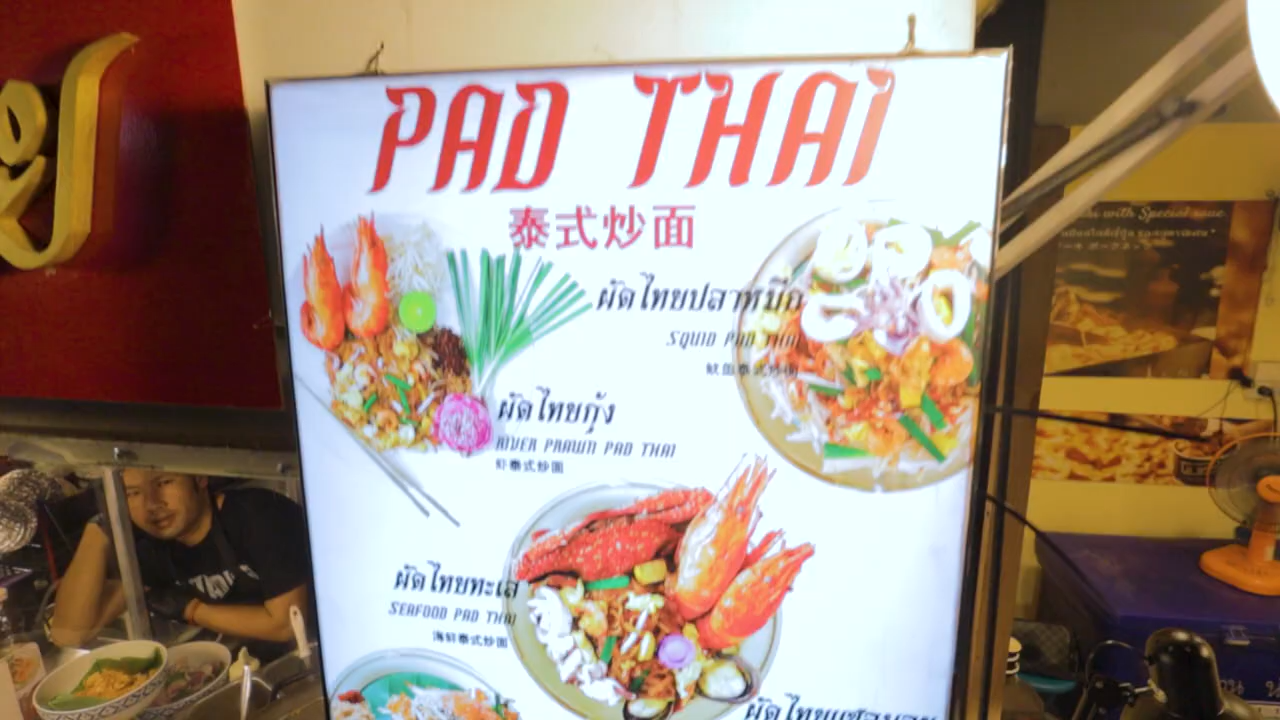 PAD THAI
泰式炒面
ผัดไทยปลาหมึก
SQUID PAD THAI
鱿鱼泰式炒面
ผัดไทยกุ้ง
RIVER PRAWN PAD THAI
虾泰式炒面
ผัดไทยทะเล
SEAFOOD PAD THAI
海鲜泰式炒面
with Special sauce